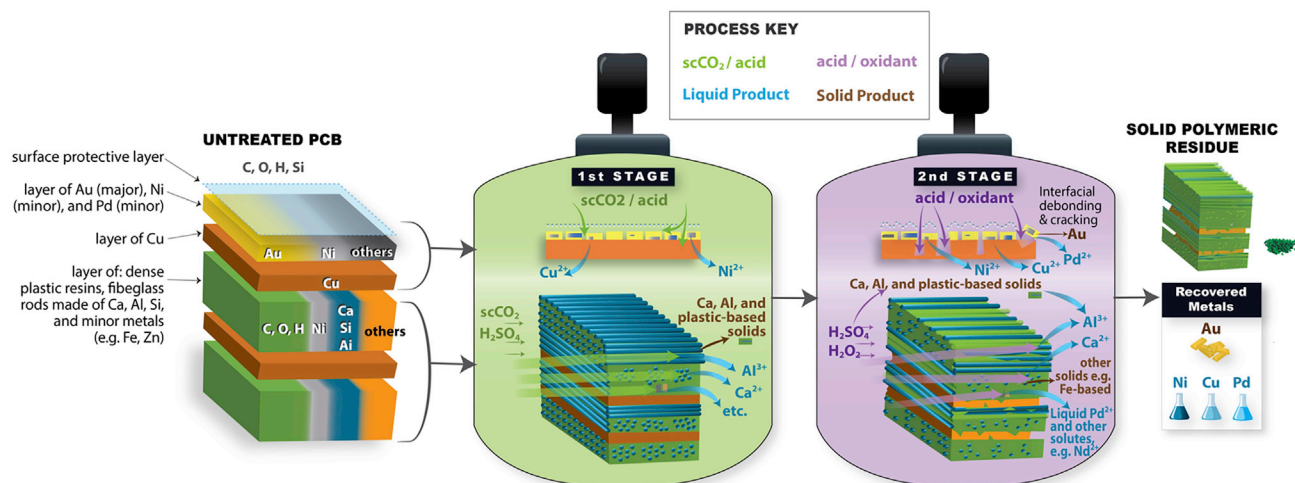 PROCESS KEY
scCO₂ / acid
acid / oxidant
Liquid Product
Solid Product
UNTREATED PCB
C, O, H, Si
surface protective layer
layer of Au (major), Ni
(minor), and Pd (minor)
layer of Cu
layer of: dense
plastic resins, fibeglass
rods made of Ca, Al, Si,
and minor metals
(e.g. Fe, Zn)
Au
Ni
others
Cu
C, O, H
Ni
Ca
Si
Ai
others
1st STAGE
scCO2 / acid
Cu²⁺
Ni²⁺
scCO₂
H₂SO₄
Ca, Al, and
plastic-based
solids
Al³⁺
Ca²⁺
etc.
2nd STAGE
acid / oxidant
Interfacial
debonding
& cracking
Au
Pd²⁺
Ni²⁺
Cu²⁺
Ca, Al, and plastic-based solids
H₂SO₄
H₂O₂
Al³⁺
Ca²⁺
other
solids e.g.
Fe-based
Liquid Pd²⁺
and other
solutes,
e.g. Nd²⁺
SOLID POLYMERIC
RESIDUE
Recovered
Metals
Au
Ni
Cu
Pd